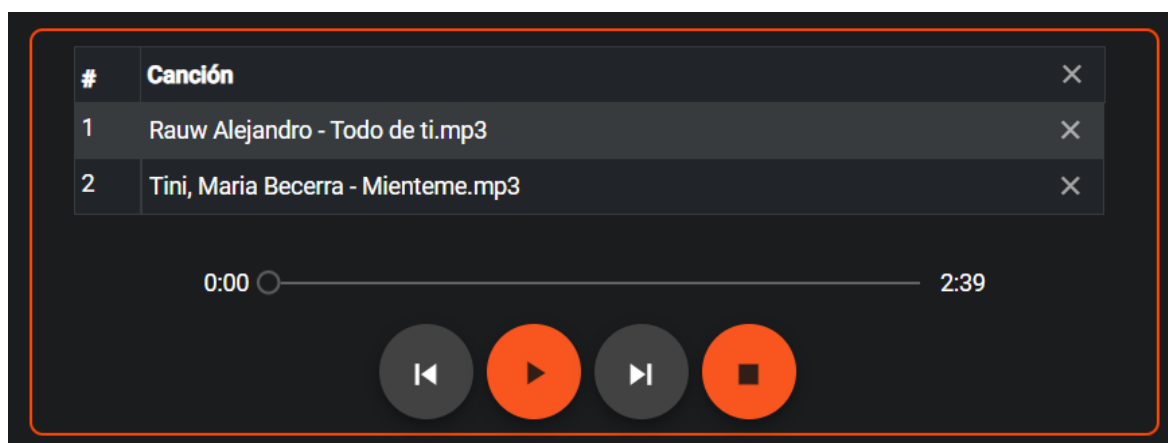 # Canción
1 Rauw Alejandro - Todo de ti.mp3
2 Tini, Maria Becerra - Mienteme.mp3
0:00 2:39